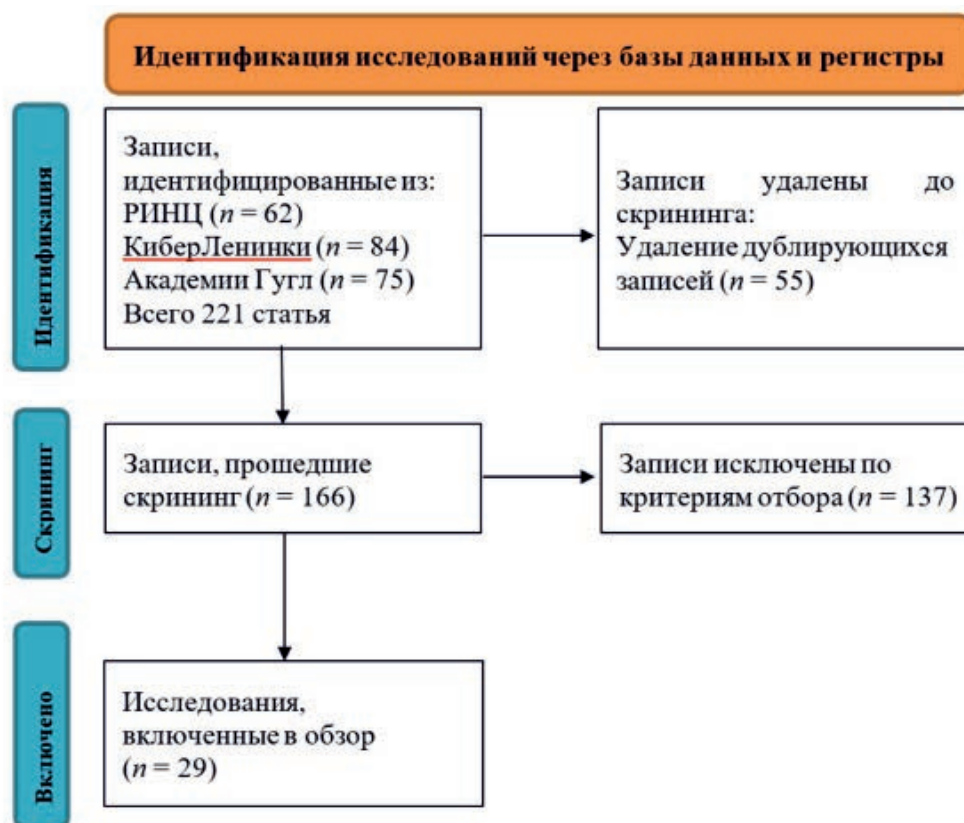 Идентификация исследований через базы данных и регистры
Идентификация
Записи,
идентифицированные из:
РИНЦ (n = 62)
КиберЛенинки (n = 84)
Академии Гугл (n = 75)
Всего 221 статья
Записи удалены до
скрининга:
Удаление дублирующихся
записей (n = 55)
Скрининг
Записи, прошедшие
скрининг (n = 166)
Записи исключены по
критериям отбора (n = 137)
Включено
Исследования,
включенные в обзор
(n = 29)